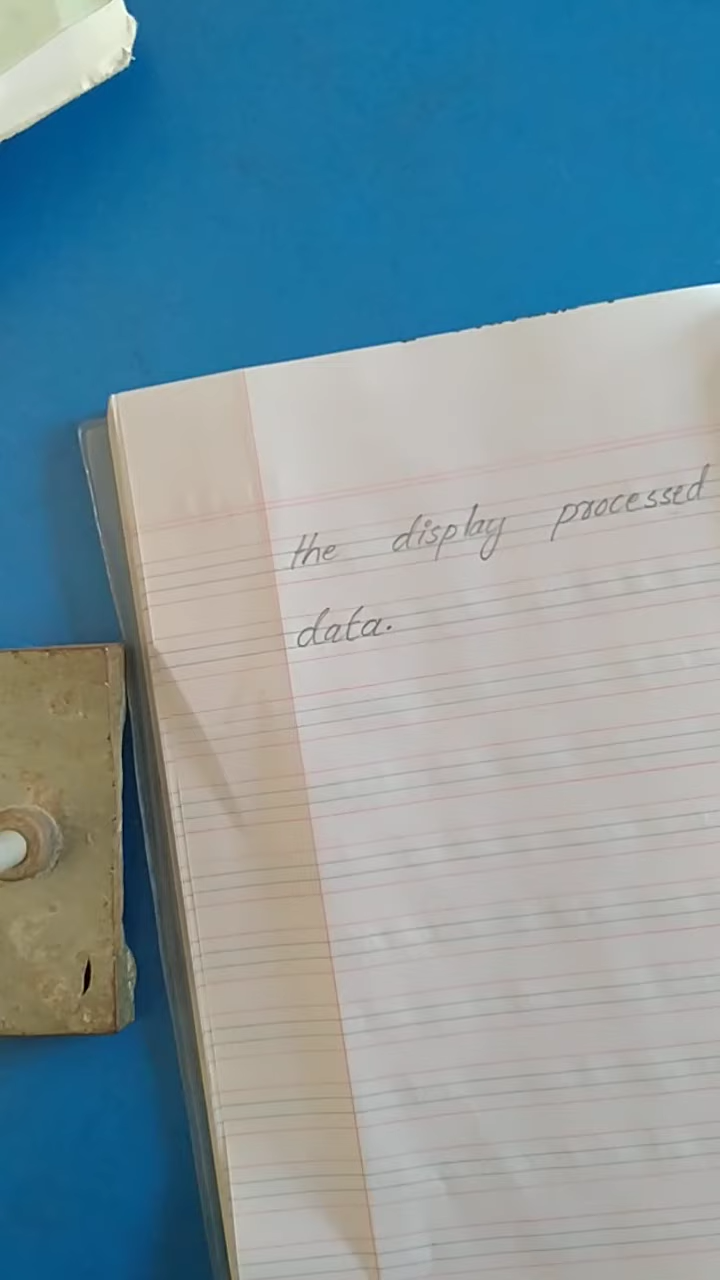 the display processed
data.